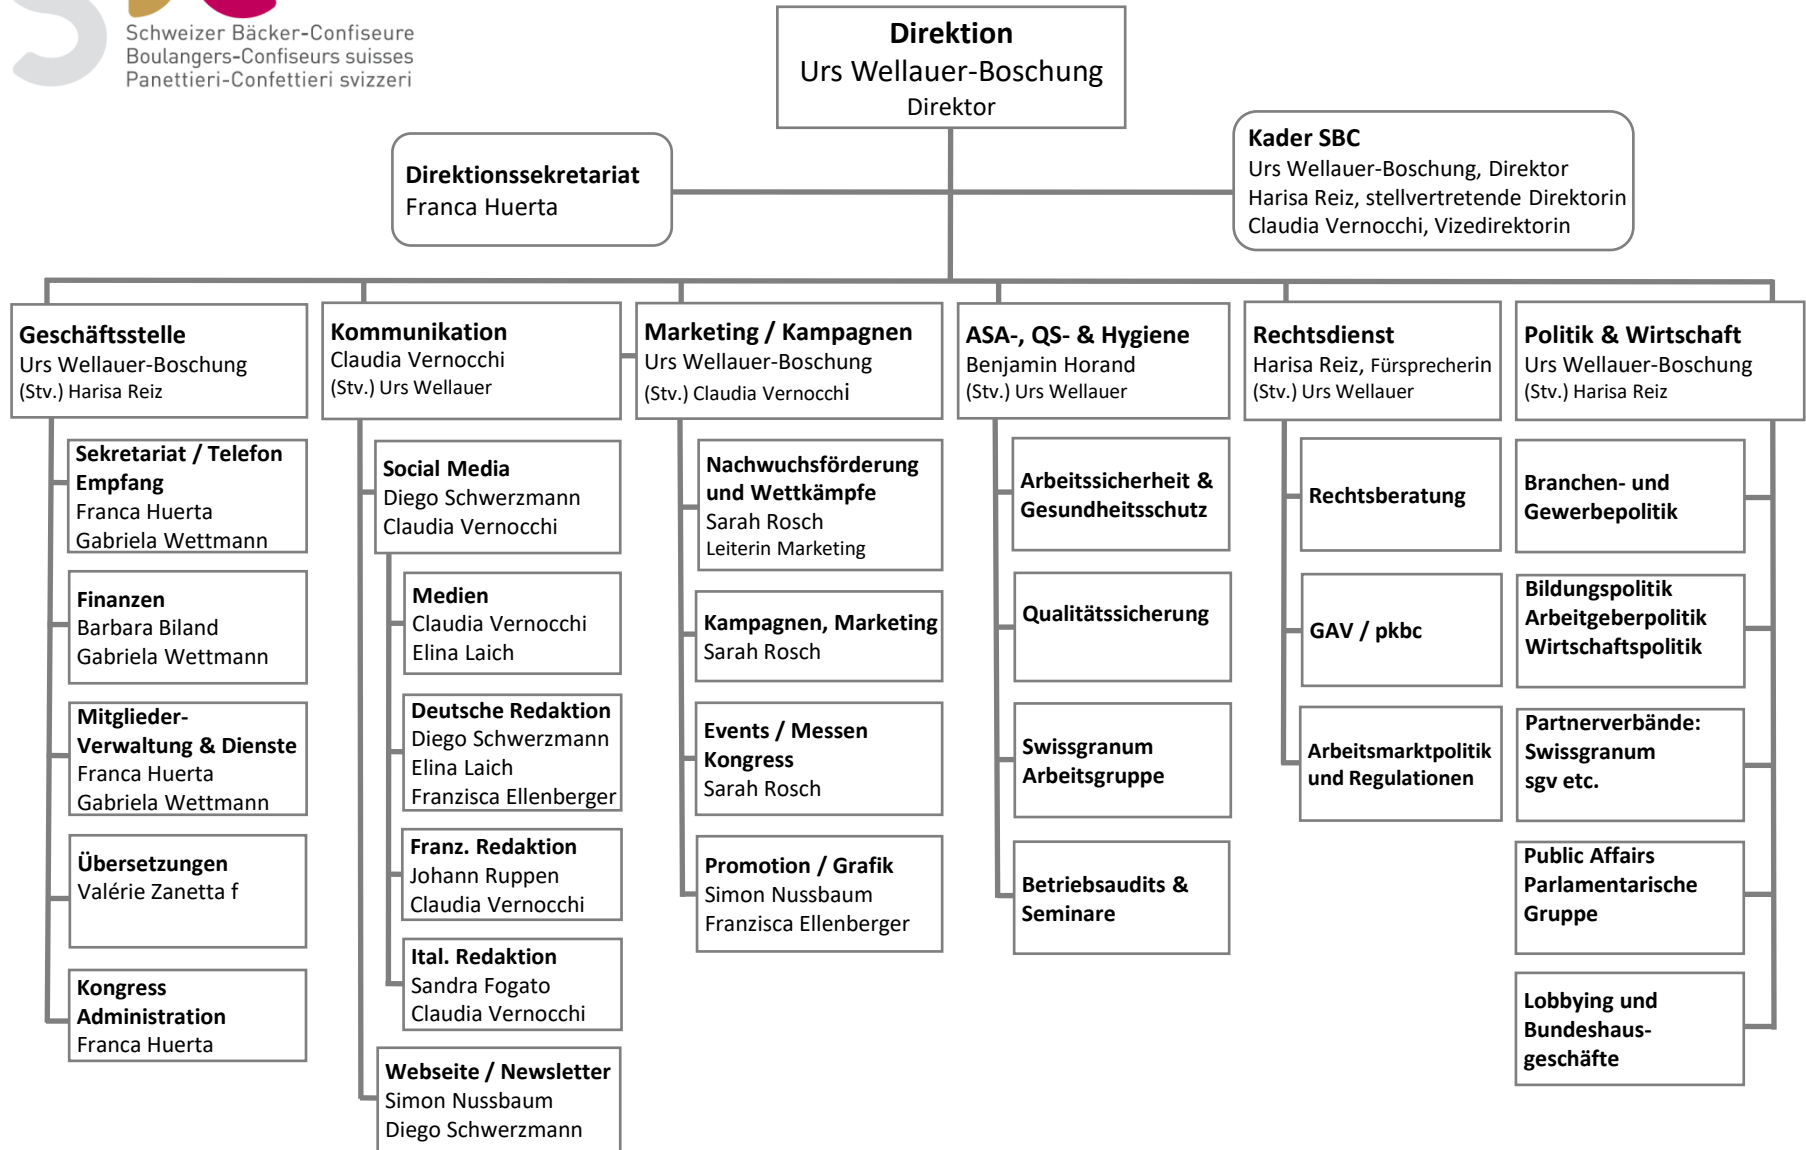 Schweizer Bäcker-Confiseure
Boulangers-Confiseurs suisses
Panettieri-Confettieri svizzeri
Direktion
Urs Wellauer-Boschung
Direktor
Direktionssekretariat
Franca Huerta
Kader SBC
Urs Wellauer-Boschung, Direktor
Harisa Reiz, stellvertretende Direktorin
Claudia Vernocchi, Vizedirektorin
Geschäftsstelle
Urs Wellauer-Boschung
(Stv.) Harisa Reiz
Sekretariat / Telefon
Empfang
Franca Huerta
Gabriela Wettmann
Finanzen
Barbara Biland
Gabriela Wettmann
Mitglieder-
Verwaltung & Dienste
Franca Huerta
Gabriela Wettmann
Übersetzungen
Valérie Zanetta f
Kongress
Administration
Franca Huerta
Kommunikation
Claudia Vernocchi
(Stv.) Urs Wellauer
Social Media
Diego Schwerzmann
Claudia Vernocchi
Medien
Claudia Vernocchi
Elina Laich
Deutsche Redaktion
Diego Schwerzmann
Elina Laich
Franzisca Ellenberger
Franz. Redaktion
Johann Ruppen
Claudia Vernocchi
Ital. Redaktion
Sandra Fogato
Claudia Vernocchi
Webseite / Newsletter
Simon Nussbaum
Diego Schwerzmann
Marketing / Kampagnen
Urs Wellauer-Boschung
(Stv.) Claudia Vernocchi
Nachwuchsförderung
und Wettkämpfe
Sarah Rosch
Leiterin Marketing
Kampagnen, Marketing
Sarah Rosch
Events / Messen
Kongress
Sarah Rosch
Promotion / Grafik
Simon Nussbaum
Franzisca Ellenberger
ASA-, QS- & Hygiene
Benjamin Horand
(Stv.) Urs Wellauer
Arbeitssicherheit &
Gesundheitsschutz
Qualitätssicherung
Swissgranum
Arbeitsgruppe
Betriebsaudits &
Seminare
Rechtsdienst
Harisa Reiz, Fürsprecherin
(Stv.) Urs Wellauer
Rechtsberatung
GAV / pkbc
Arbeitsmarktpolitik
und Regulationen
Politik & Wirtschaft
Urs Wellauer-Boschung
(Stv.) Harisa Reiz
Branchen- und
Gewerbepolitik
Bildungspolitik
Arbeitgeberpolitik
Wirtschaftspolitik
Partnerverbände:
Swissgranum
sgv etc.
Public Affairs
Parlamentarische
Gruppe
Lobbying und
Bundeshaus-
geschäfte